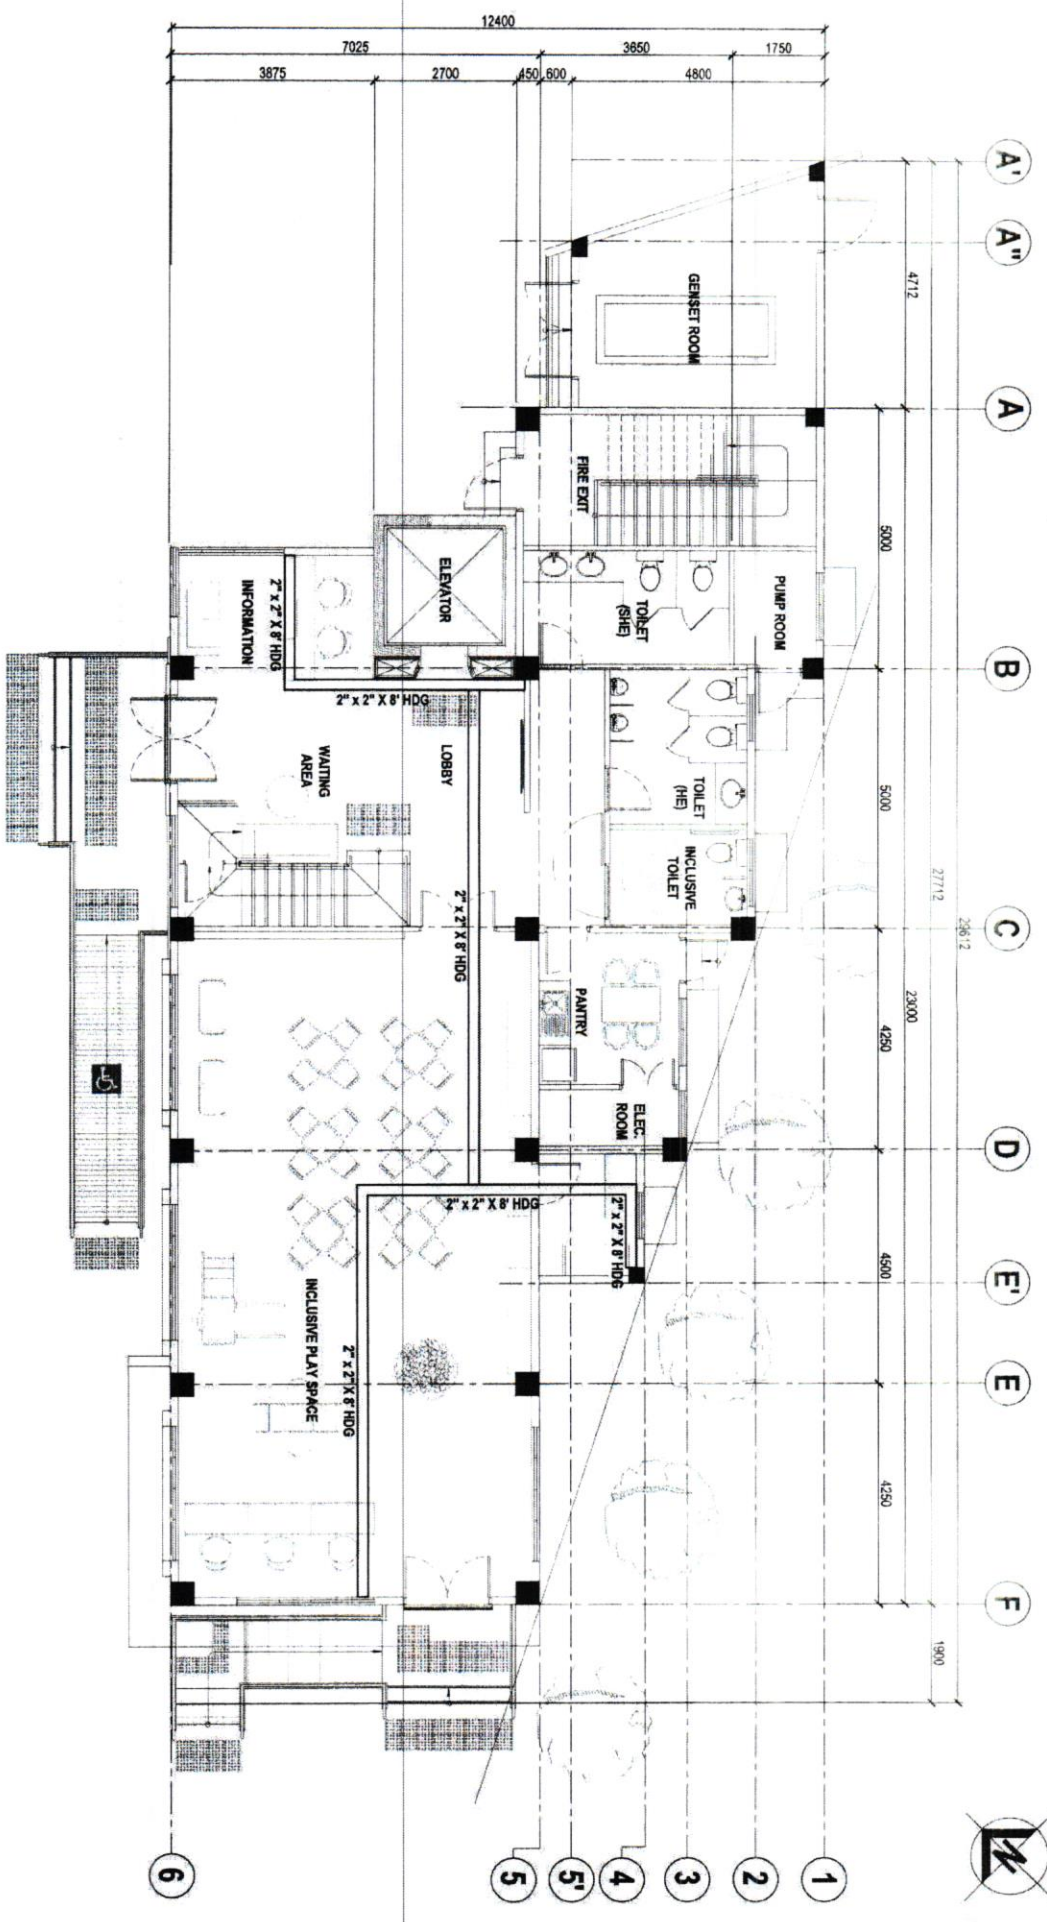 12400
7025 3650 1750
3875 2700 450 600 4800
A'
A"
A
B
C
D
E'
E
F
4712
5000
5000
4250
4500
4250
23000
27712
1900
29612
GENSET ROOM
FIRE EXIT
PUMP ROOM
TOILET
(SHE)
ELEVATOR
INFORMATION
2" x 2" X 8' HDG
2" x 2" X 8' HDG
LOBBY
WAITING
AREA
TOILET
(HE)
INCLUSIVE
TOILET
2" x 2" X 8' HDG
PANTRY
ELEC.
ROOM
2" x 2" X 8' HDG
2" x 2" X 8' HDG
2" x 2" X 8' HDG
INCLUSIVE PLAY SPACE
6
5
5'
4
3
2
1
N